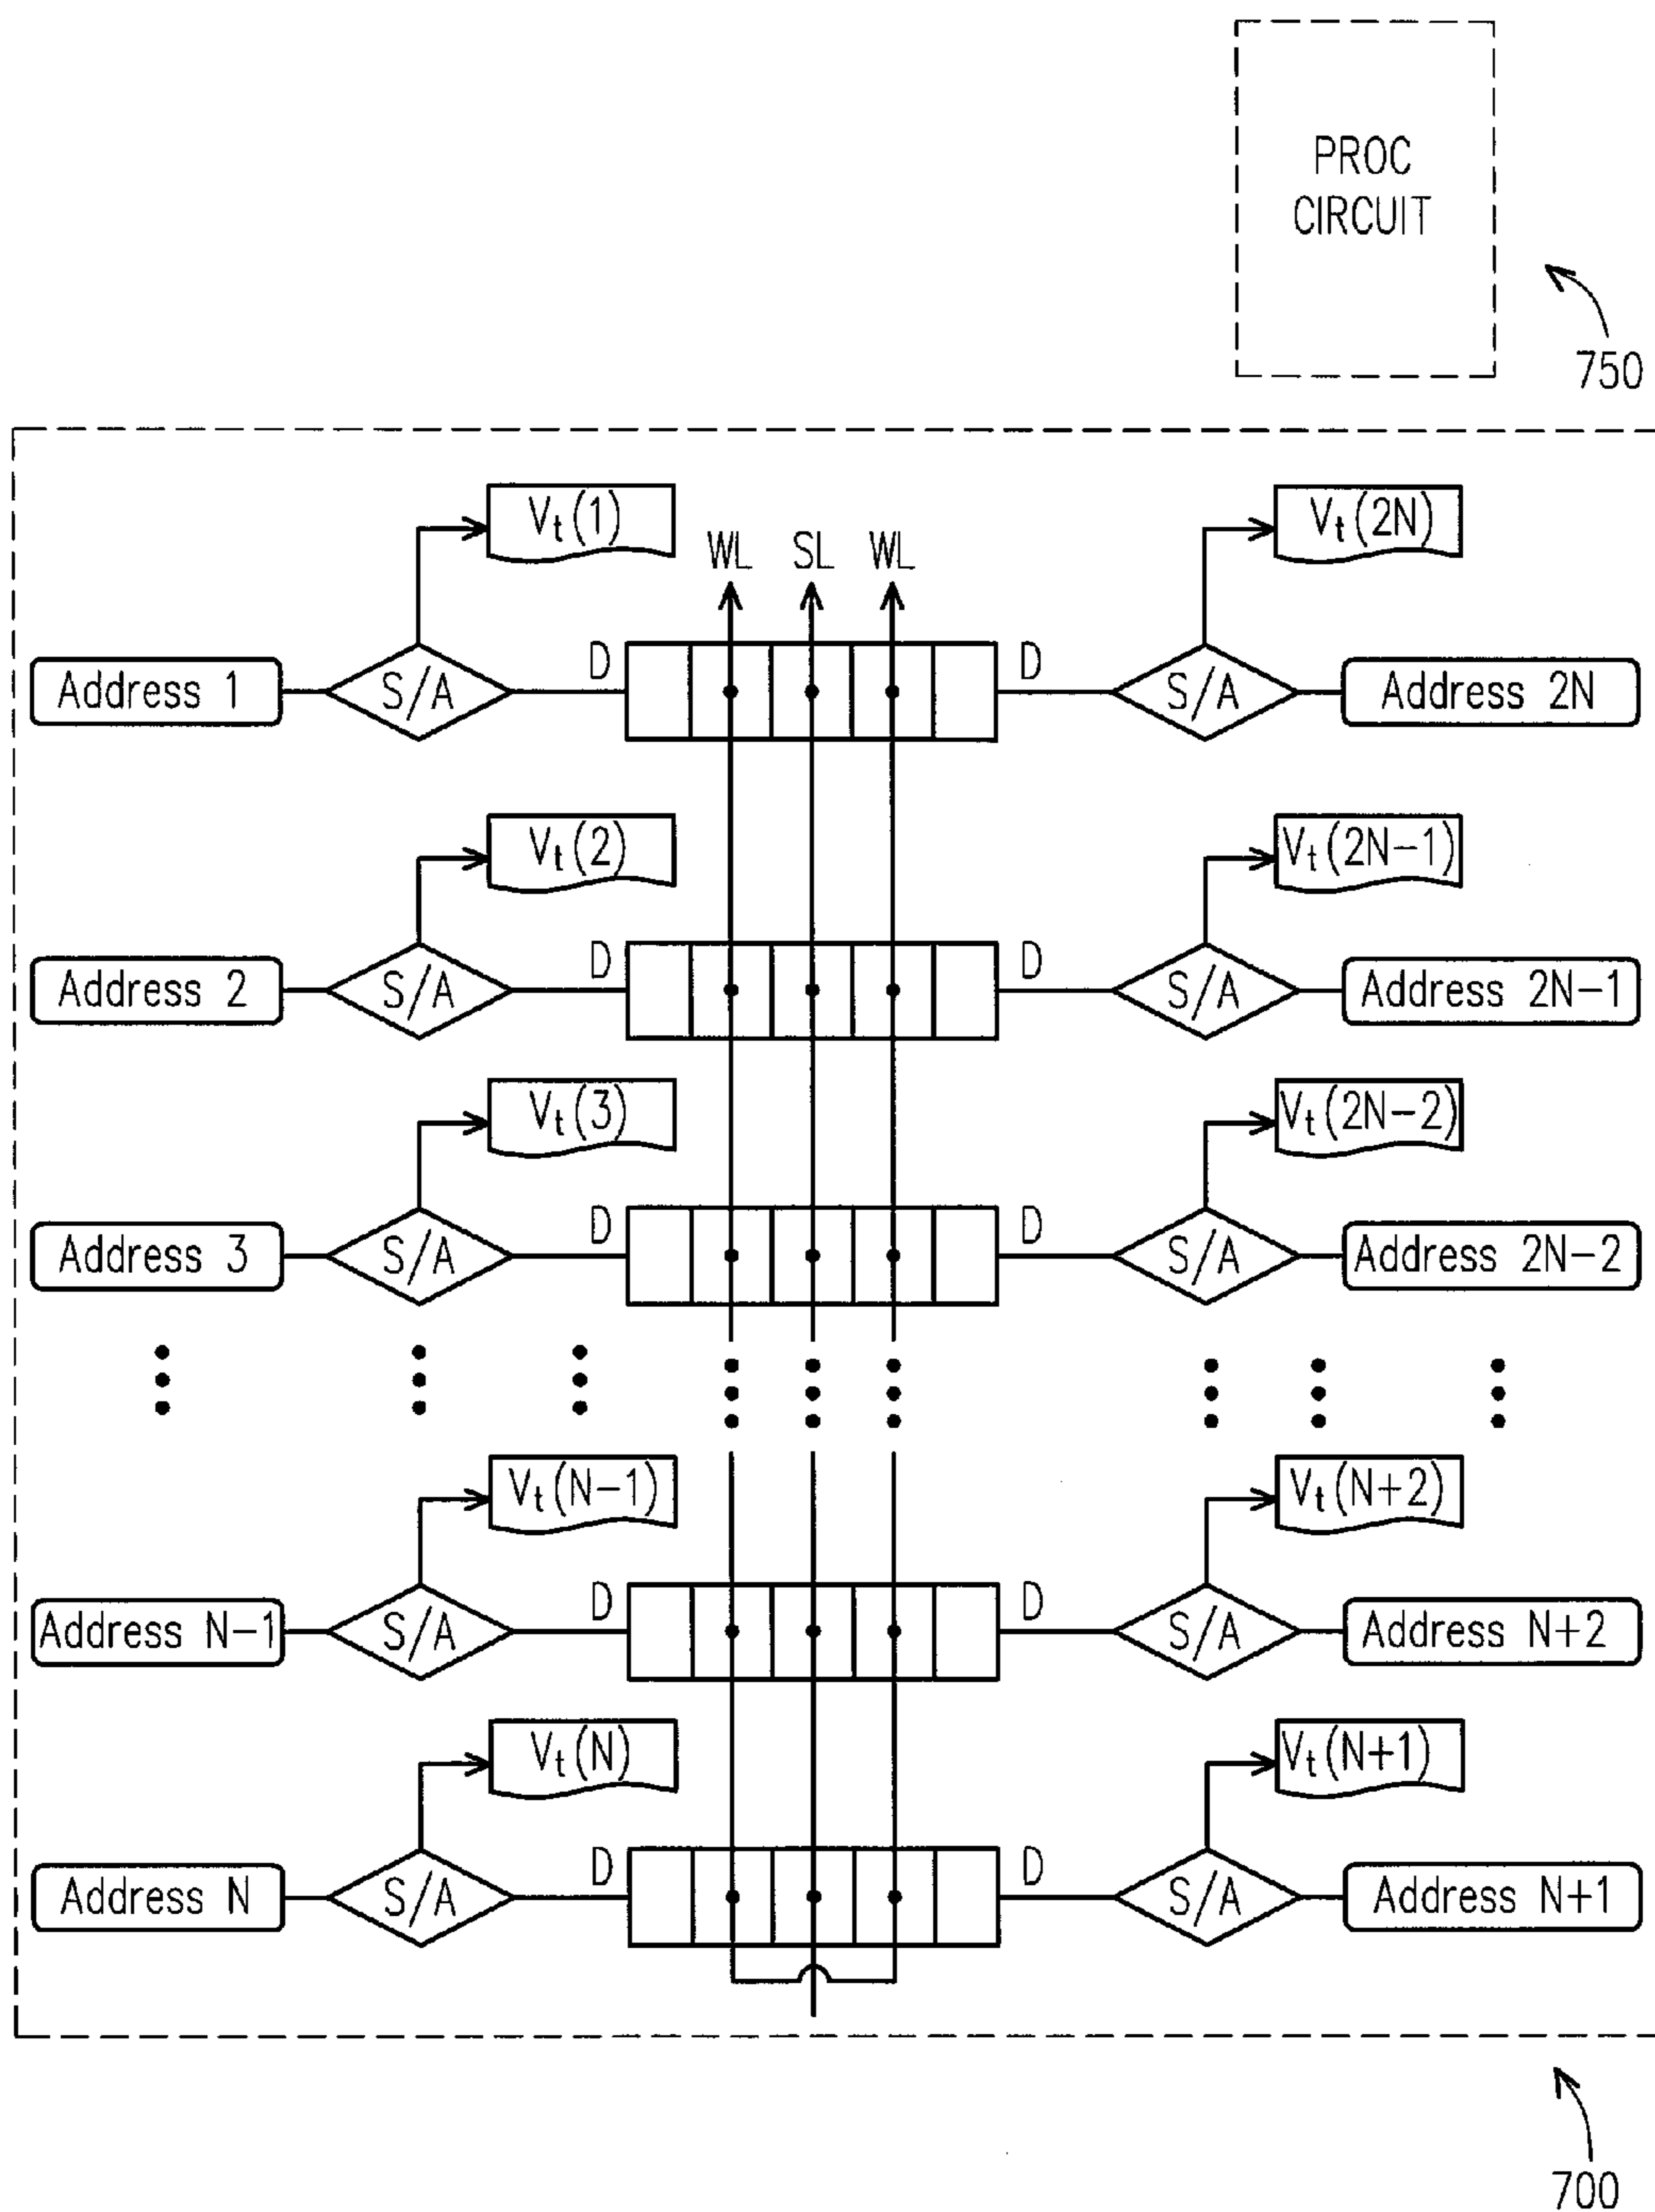 PROC
CIRCUIT
750
Vt(1)
Vt(2N)
WL SL WL
Address 1 S/A D D S/A Address 2N
Vt(2)
Vt(2N-1)
Address 2 S/A D D S/A Address 2N-1
Vt(3)
Vt(2N-2)
Address 3 S/A D D S/A Address 2N-2
Vt(N-1)
Vt(N+2)
Address N-1 S/A D D S/A Address N+2
Vt(N)
Vt(N+1)
Address N S/A D D S/A Address N+1
700